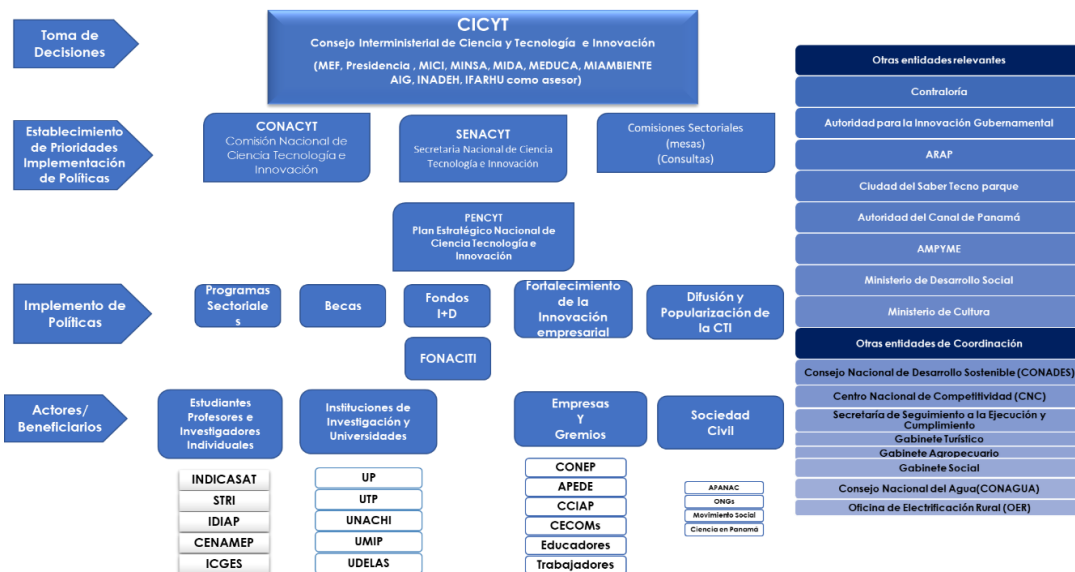 Toma de
Decisiones
CICYT
Consejo Interministerial de Ciencia y Tecnología e Innovación
(MEF, Presidencia , MICI, MINSA, MIDA, MEDUCA, MIAMBIENTE
AIG, INADEH, IFARHU como asesor)
Establecimiento
de Prioridades
Implementación
de Políticas
CONACYT
Comisión Nacional de
Ciencia Tecnología e
Innovación
SENACYT
Secretaría Nacional de Ciencia
Tecnología e Innovación
Comisiones Sectoriales
(mesas)
(Consultas)
PENCYT
Plan Estratégico Nacional de
Ciencia Tecnología e
Innovación
Implemento de
Políticas
Programas
Sectoriale
s
Becas
Fondos
I+D
Fortalecimiento
de la
Innovación
empresarial
Difusión y
Popularización de
la CTI
FONACITI
Actores/
Beneficiarios
Estudiantes
Profesores e
Investigadores
Individuales
Instituciones de
Investigación y
Universidades
Empresas
Y
Gremios
Sociedad
Civil
INDICASAT
STRI
IDIAP
CENAMEP
ICGES
UP
UTP
UNACHI
UMIP
UDELAS
CONEP
APEDE
CCIAP
CECOMs
Educadores
Trabajadores
APANAC
ONGs
Movimiento Social
Ciencia en Panamá
Otras entidades relevantes
Contraloría
Autoridad para la Innovación Gubernamental
ARAP
Ciudad del Saber Tecno parque
Autoridad del Canal de Panamá
AMPYME
Ministerio de Desarrollo Social
Ministerio de Cultura
Otras entidades de Coordinación
Consejo Nacional de Desarrollo Sostenible (CONADES)
Centro Nacional de Competitividad (CNC)
Secretaría de Seguimiento a la Ejecución y
Cumplimiento
Gabinete Turístico
Gabinete Agropecuario
Gabinete Social
Consejo Nacional del Agua(CONAGUA)
Oficina de Electrificación Rural (OER)